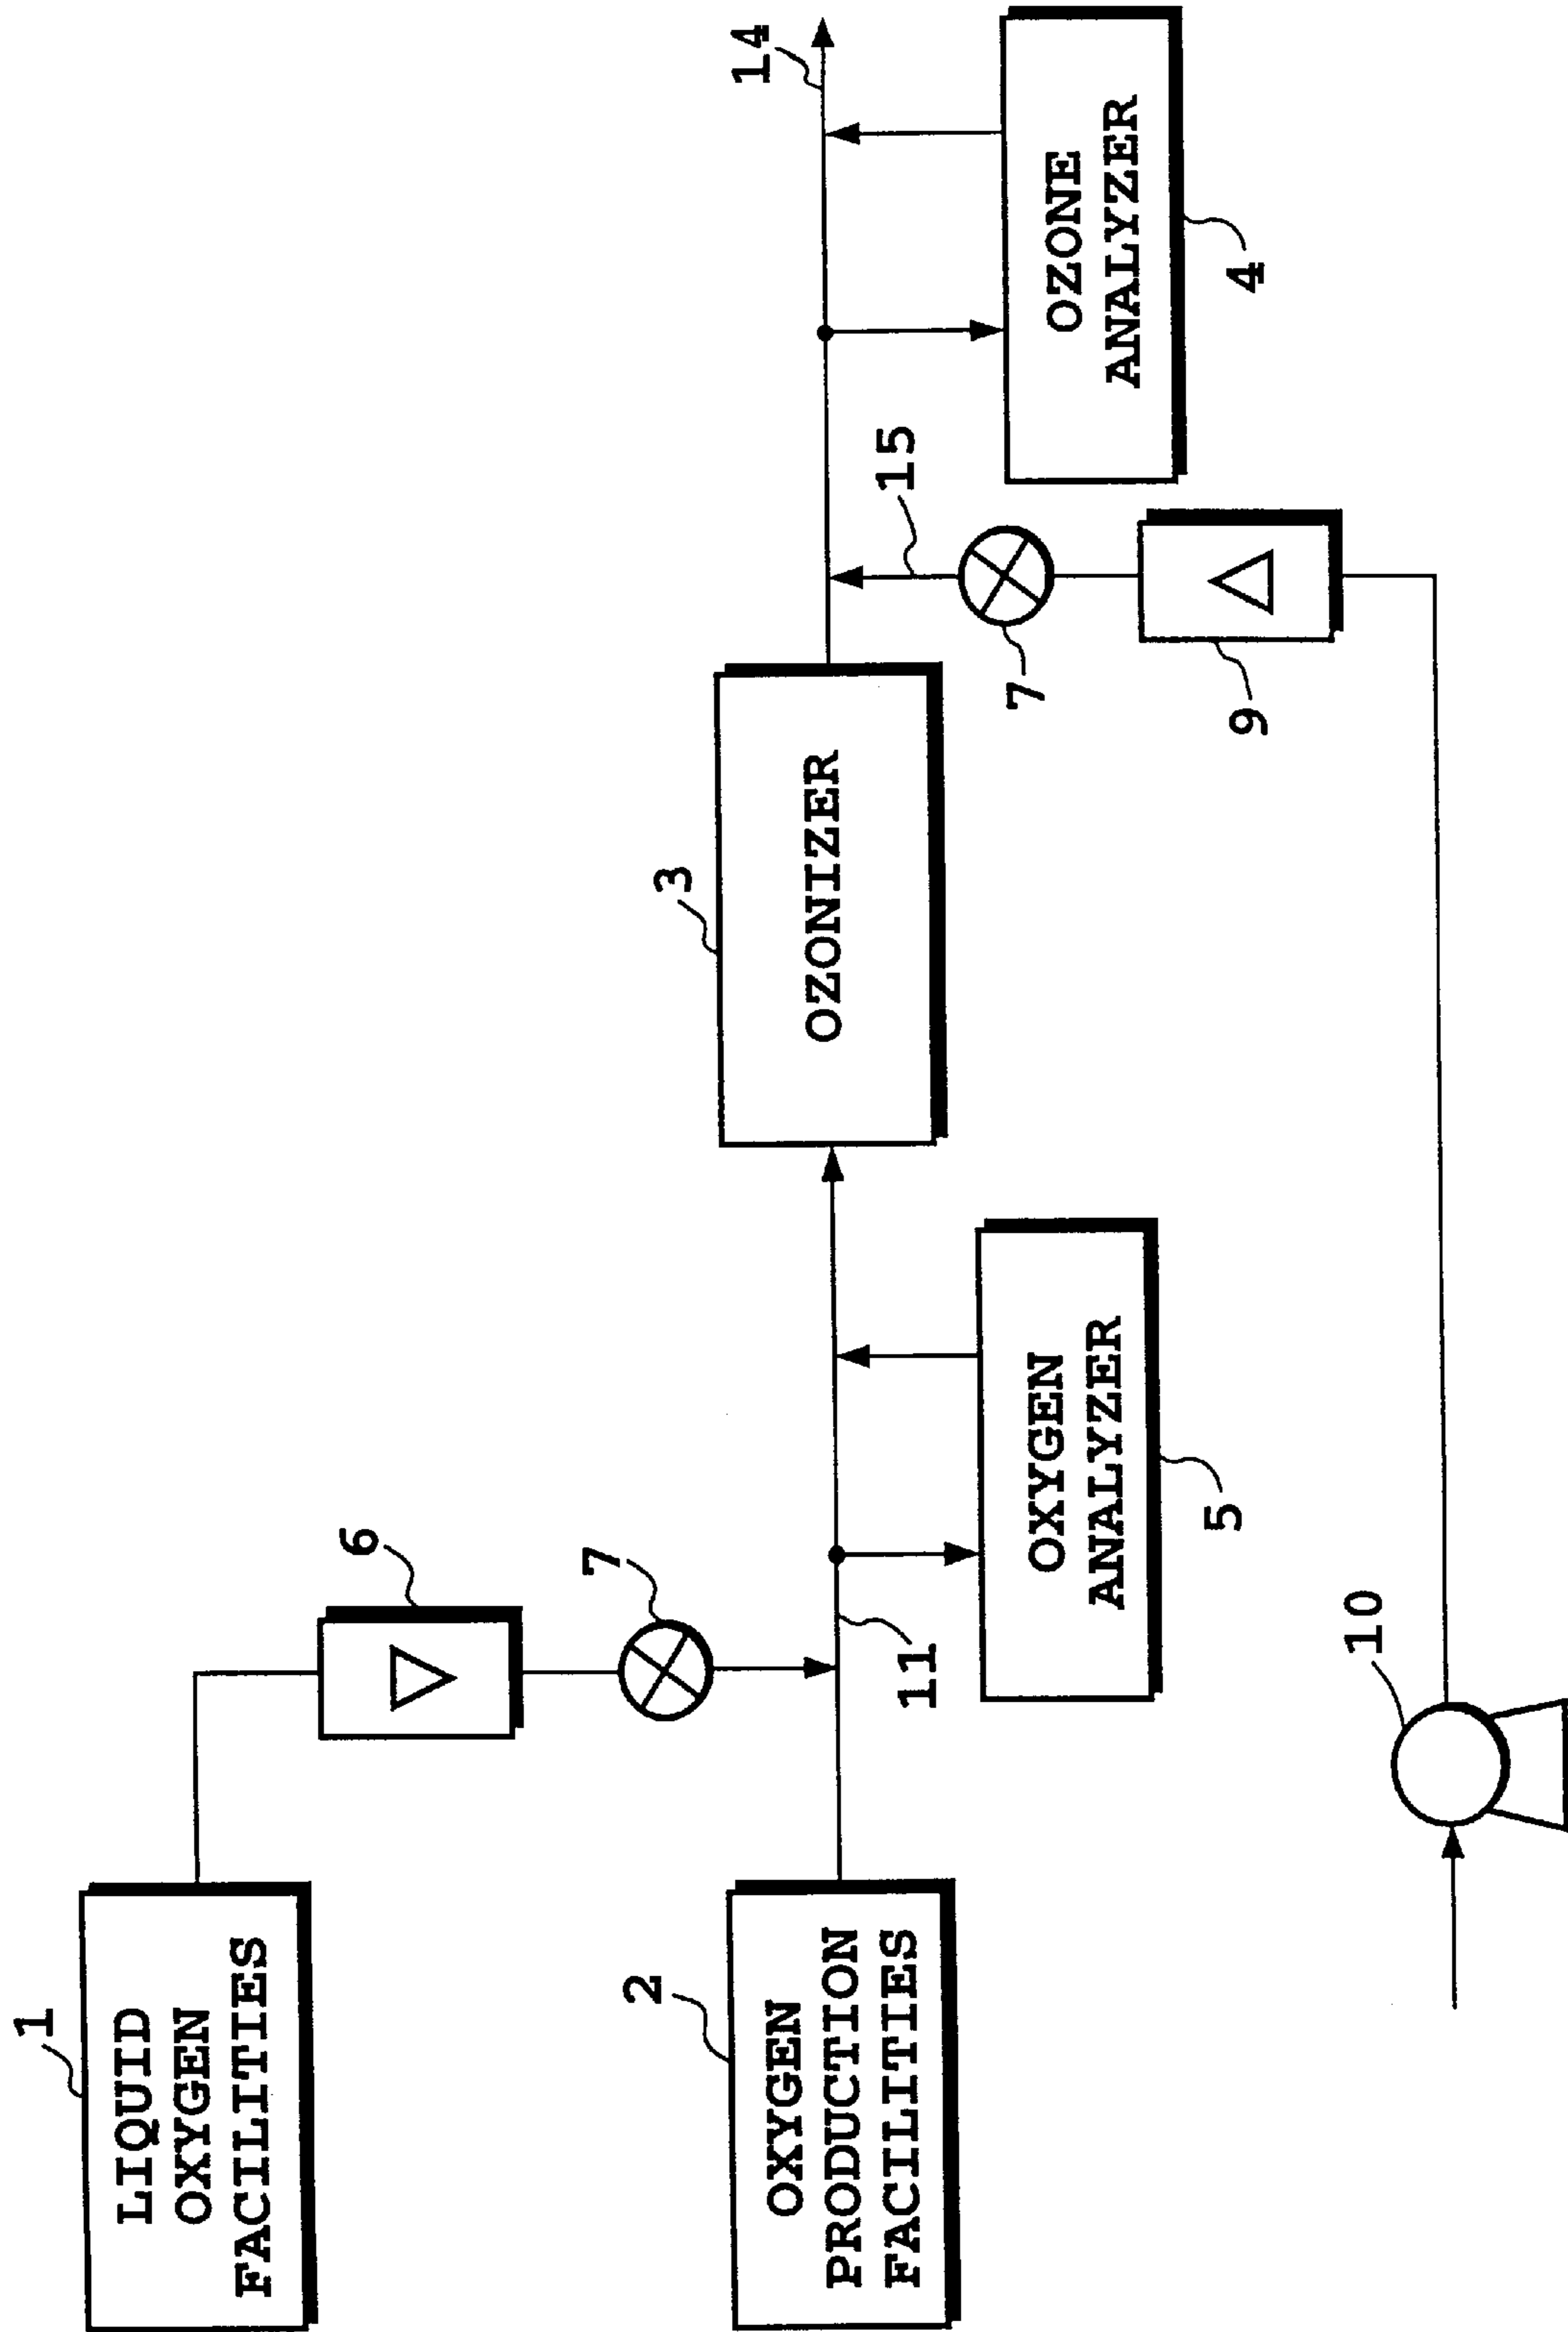 1
LIQUID
OXYGEN
FACILITIES
6
7
2
OXYGEN
PRODUCTION
FACILITIES
11
OXYGEN
ANALYZER
5
3
OZONIZER
14
15
7
9
OZONE
ANALYZER
4
10